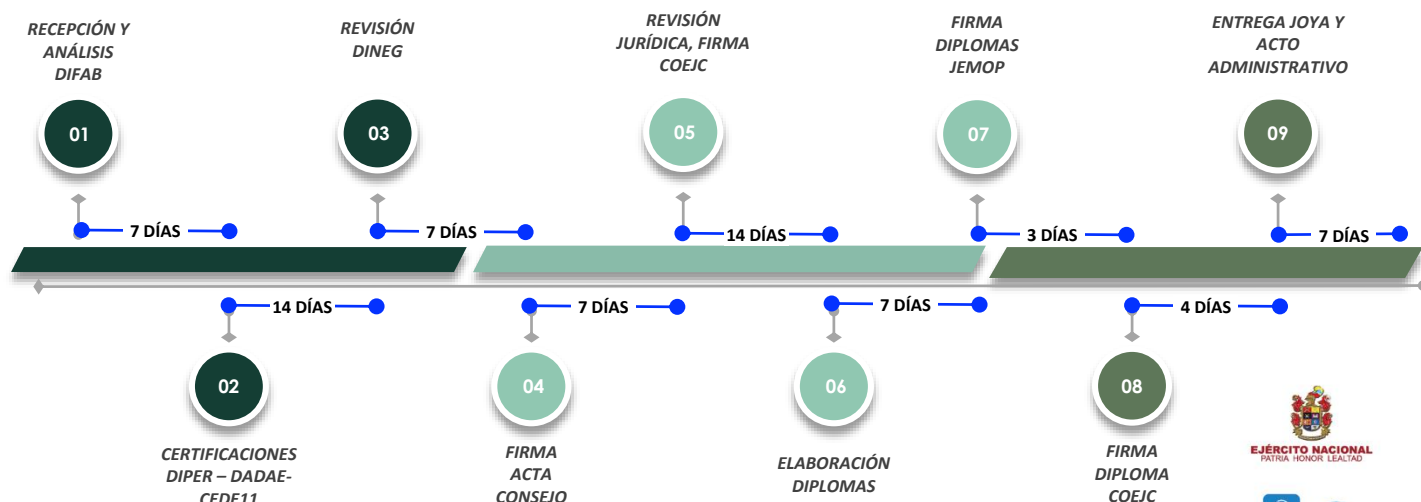 RECEPCIÓN Y
ANÁLISIS
DIFAB
REVISIÓN
DINEG
REVISIÓN
JURÍDICA, FIRMA
COEJC
FIRMA
DIPLOMAS
JEMOP
ENTREGA JOYA Y
ACTO
ADMINISTRATIVO
01
03
05
07
09
7 DÍAS
7 DÍAS
14 DÍAS
3 DÍAS
7 DÍAS
14 DÍAS
7 DÍAS
7 DÍAS
4 DÍAS
02
04
06
08
CERTIFICACIONES
DIPER – DADAE-
CEDE11
FIRMA
ACTA
CONSEJO
ELABORACIÓN
DIPLOMAS
FIRMA
DIPLOMA
COEJC
EJÉRCITO NACIONAL
PATRIA HONOR LEALTAD